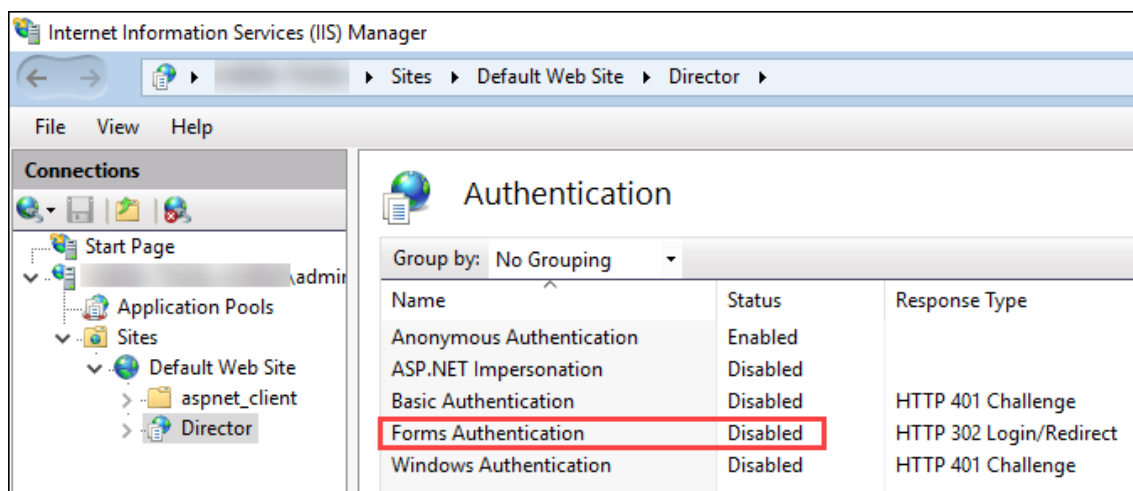 Internet Information Services (IIS) Manager
Sites Default Web Site Director
File View Help
Connections
Start Page
Application Pools
Sites
Default Web Site
aspnet_client
Director
Authentication
Group by: No Grouping
Name Status Response Type
Anonymous Authentication Enabled
ASP.NET Impersonation Disabled
Basic Authentication Disabled HTTP 401 Challenge
Forms Authentication Disabled HTTP 302 Login/Redirect
Windows Authentication Disabled HTTP 401 Challenge